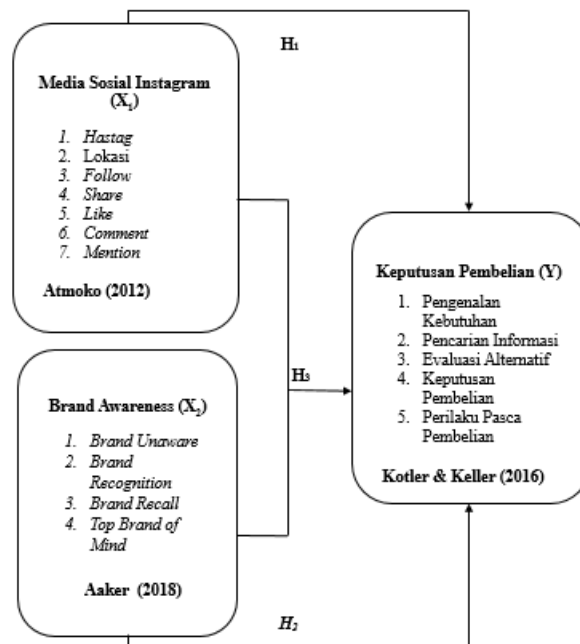 H₁
Media Sosial Instagram
(X₁)
1. Hastag
2. Lokasi
3. Follow
4. Share
5. Like
6. Comment
7. Mention
Atmoko (2012)
Keputusan Pembelian (Y)
1. Pengenalan
Kebutuhan
2. Pencarian Informasi
3. Evaluasi Alternatif
4. Keputusan
Pembelian
5. Perilaku Pasca
Pembelian
Kotler & Keller (2016)
H₃
Brand Awareness (X₂)
1. Brand Unaware
2. Brand
Recognition
3. Brand Recall
4. Top Brand of
Mind
Aaker (2018)
H₂